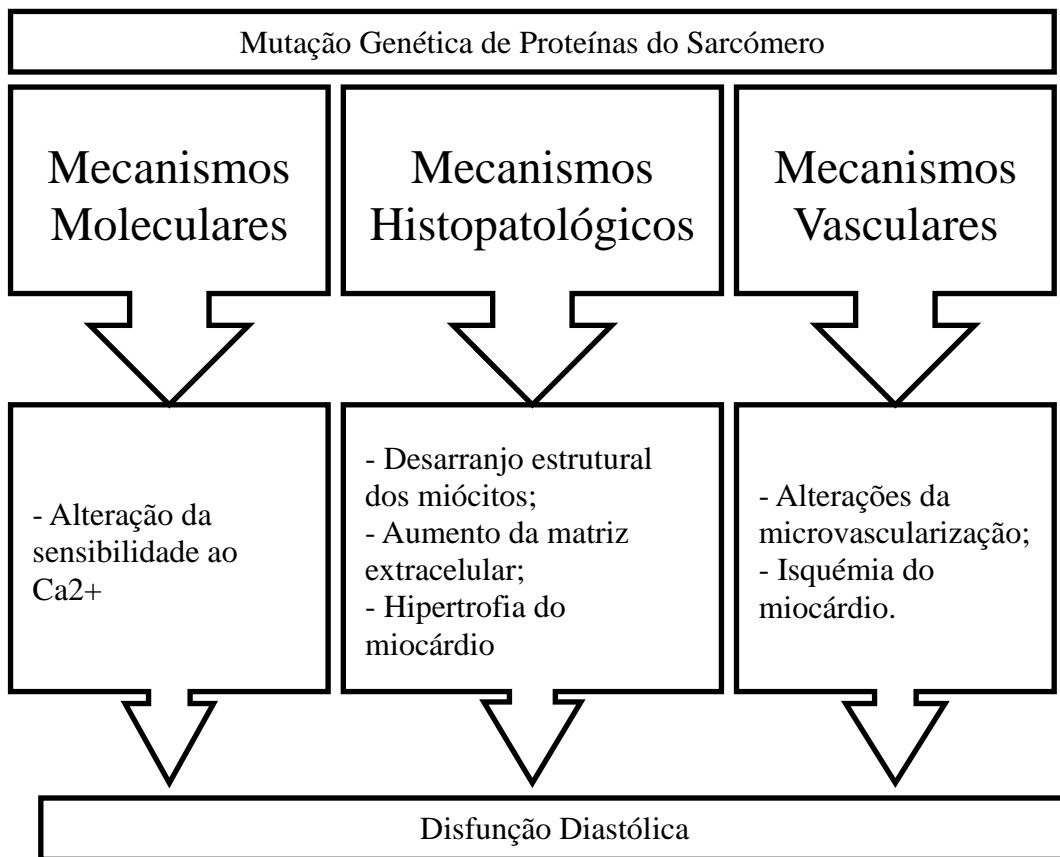 Mutação Genética de Proteínas do Sarcómero
Mecanismos
Moleculares
Mecanismos
Histopatológicos
Mecanismos
Vasculares
- Alteração da
sensibilidade ao
Ca2+
- Desarranjo estrutural
dos miócitos;
- Aumento da matriz
extracelular;
- Hipertrofia do
miocárdio
- Alterações da
microvascularização;
- Isquémia do
miocárdio.
Disfunção Diastólica